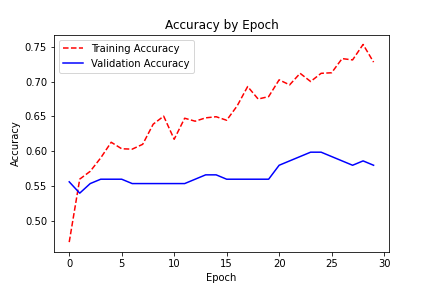 Accuracy by Epoch
Training Accuracy
Validation Accuracy
Accuracy
0.75
0.70
0.65
0.60
0.55
0.50
0 5 10 15 20 25 30
Epoch